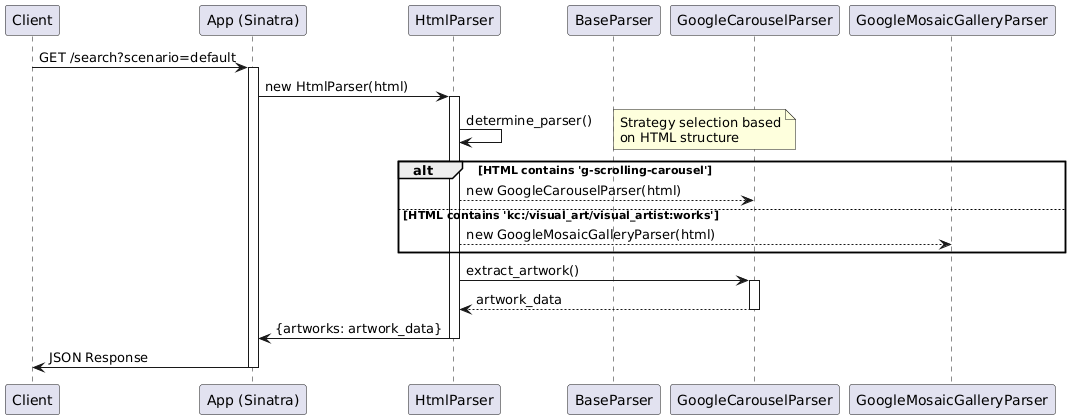 Client
App (Sinatra)
HtmlParser
BaseParser
GoogleCarouselParser
GoogleMosaicGalleryParser
GET /search?scenario=default
new HtmlParser(html)
determine_parser()
Strategy selection based
on HTML structure
alt
[HTML contains 'g-scrolling-carousel']
new GoogleCarouselParser(html)
[HTML contains 'kc:/visual_art/visual_artist:works']
new GoogleMosaicGalleryParser(html)
extract_artwork()
artwork_data
{artworks: artwork_data}
JSON Response
Client
App (Sinatra)
HtmlParser
BaseParser
GoogleCarouselParser
GoogleMosaicGalleryParser